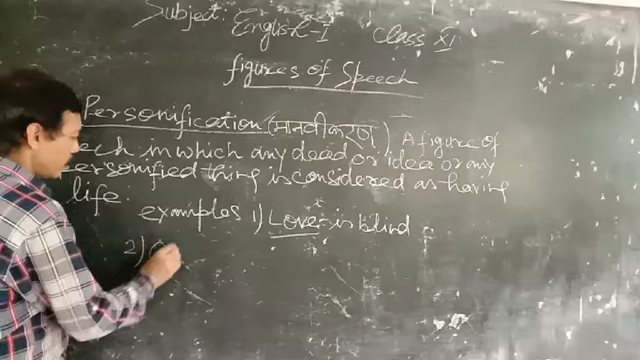 Subject: English-I Class XI
figures of Speech
Personification (मानवीकरण) A figure of
ech in which any dead or idea or any
ersonified thing is considered as having
life.
examples 1) Love is blind
2)